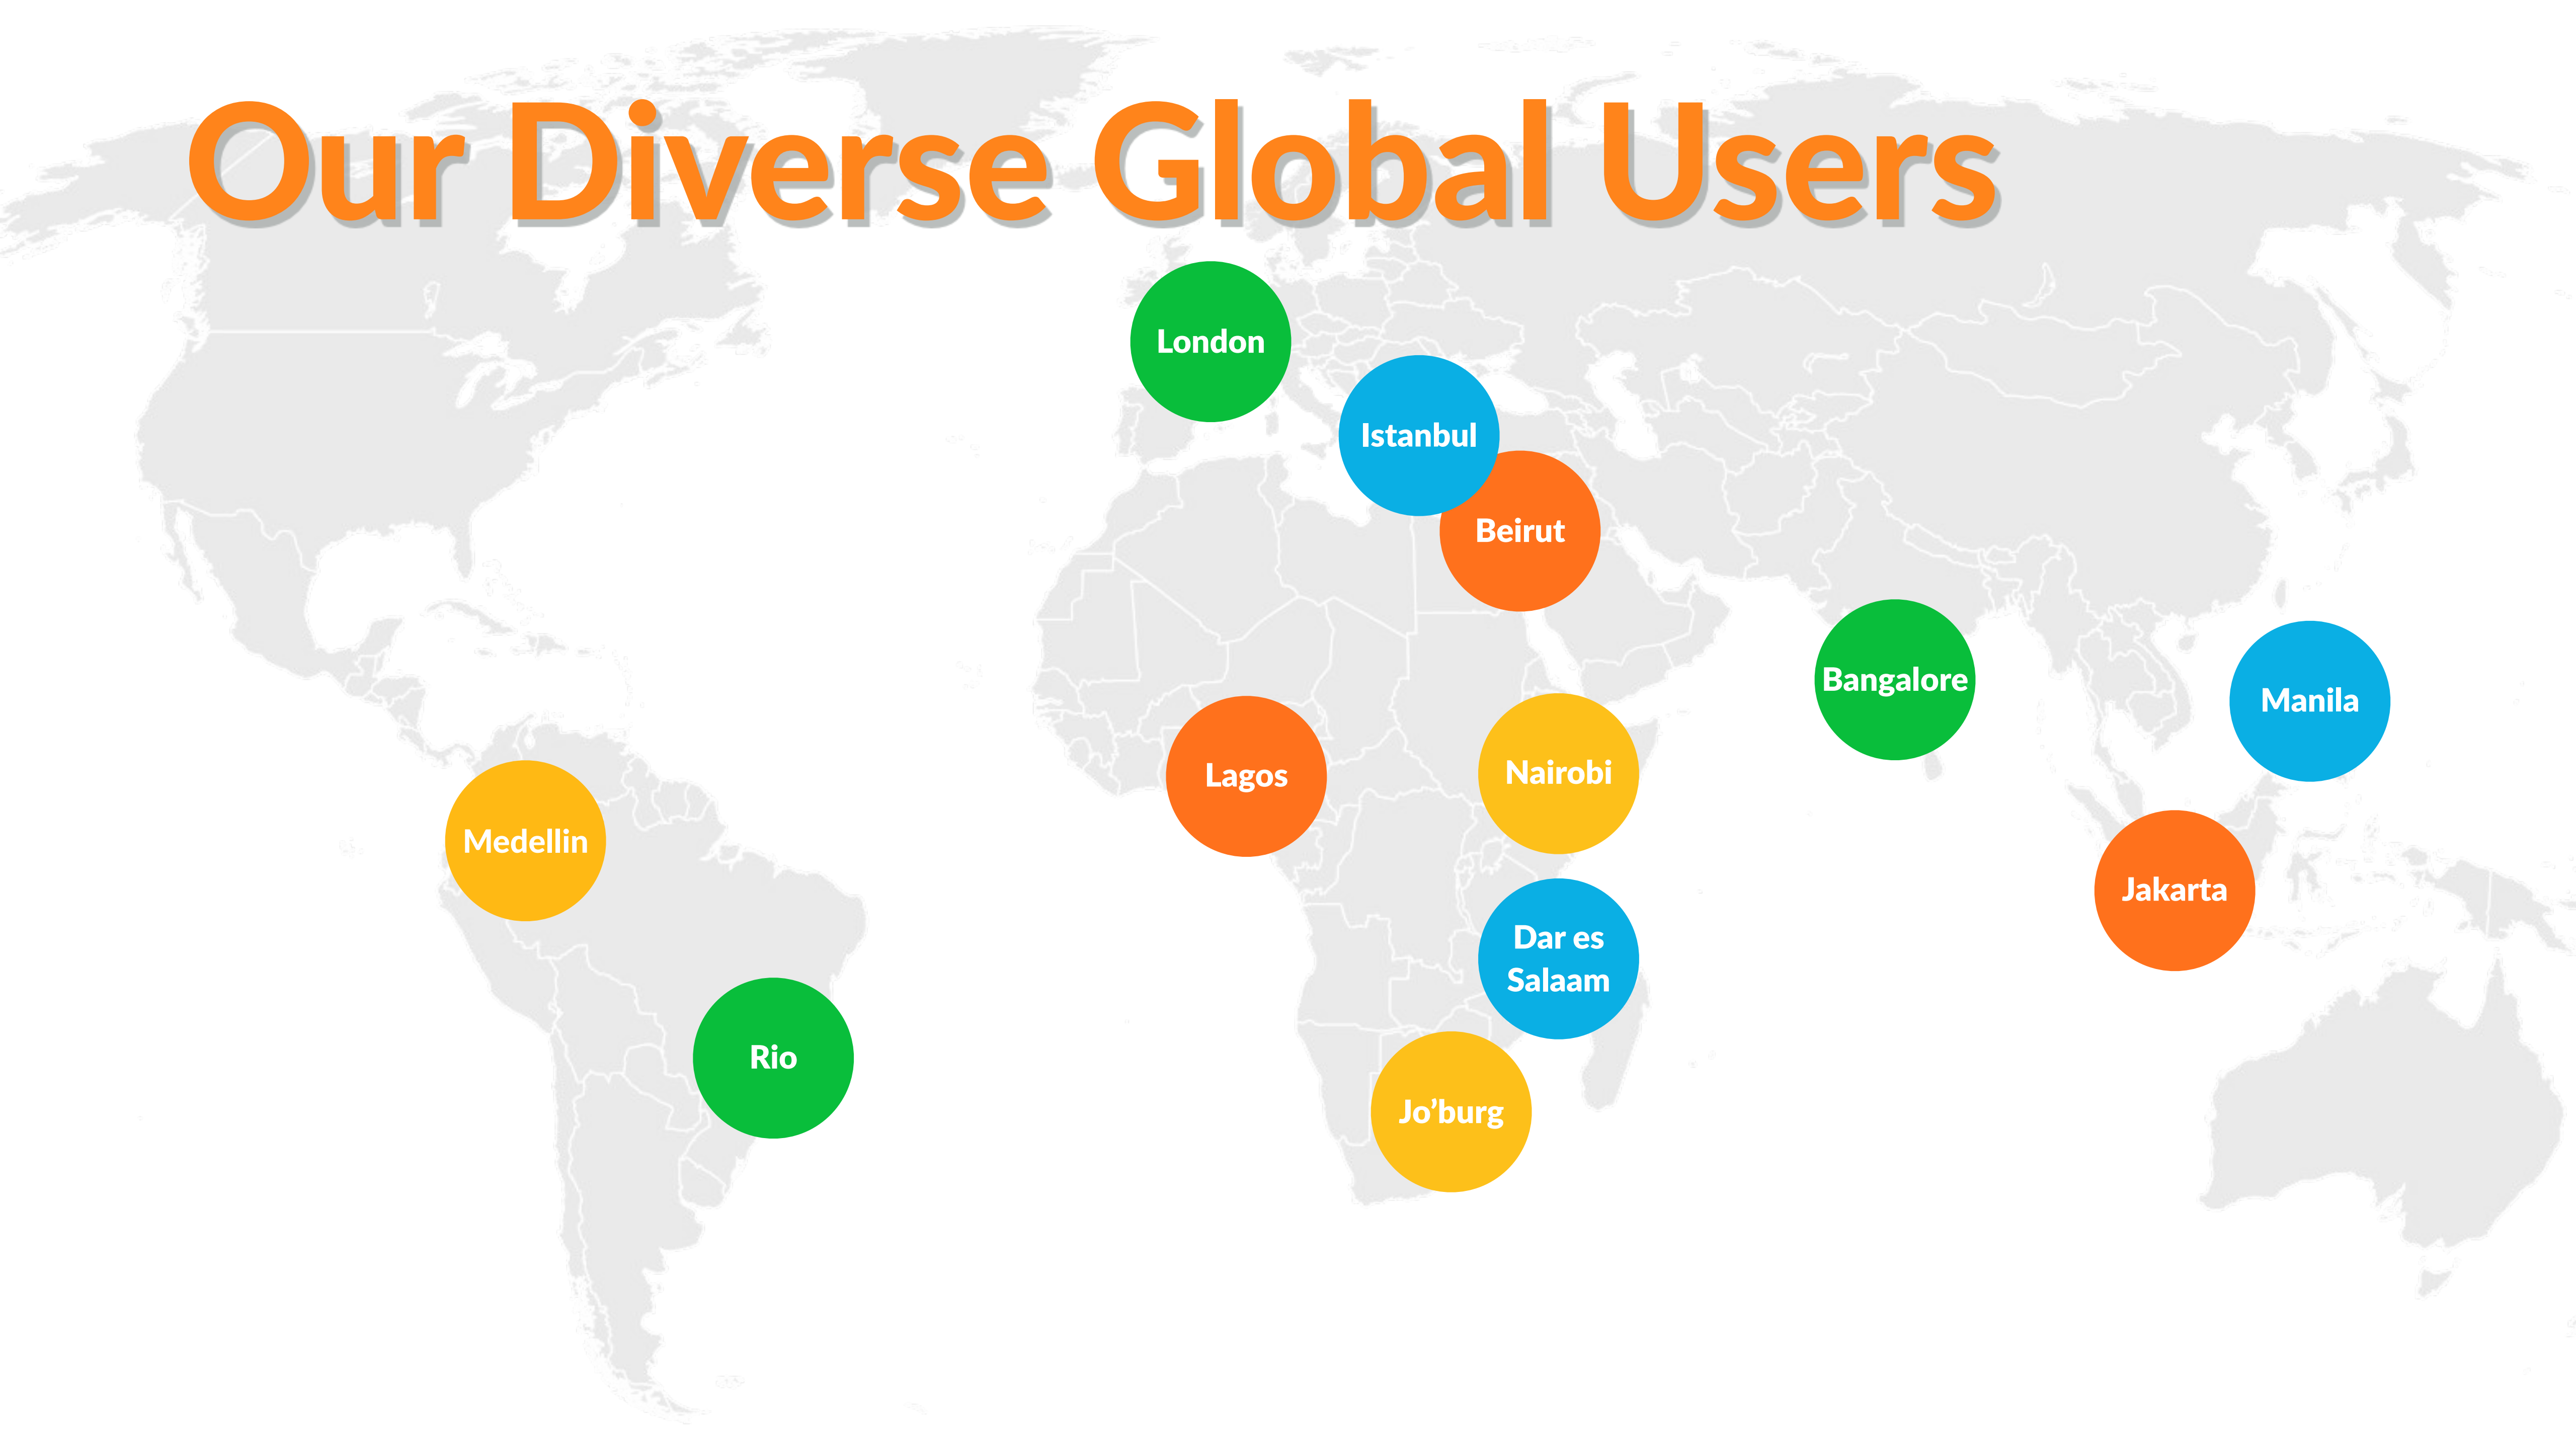 Our Diverse Global Users
London
Istanbul
Beirut
Bangalore
Manila
Lagos
Nairobi
Medellin
Jakarta
Dar es
Salaam
Rio
Jo’burg